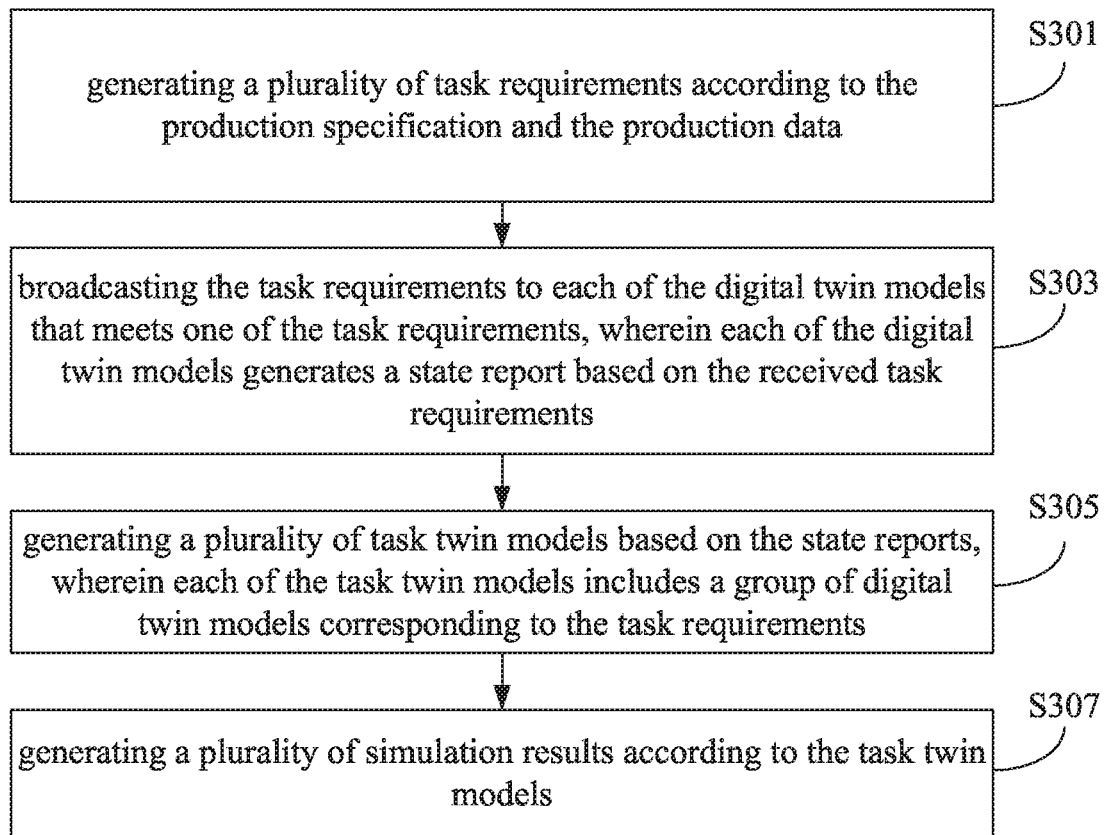 S301
generating a plurality of task requirements according to the
production specification and the production data
S303
broadcasting the task requirements to each of the digital twin models
that meets one of the task requirements, wherein each of the digital
twin models generates a state report based on the received task
requirements
S305
generating a plurality of task twin models based on the state reports,
wherein each of the task twin models includes a group of digital
twin models corresponding to the task requirements
S307
generating a plurality of simulation results according to the task twin
models